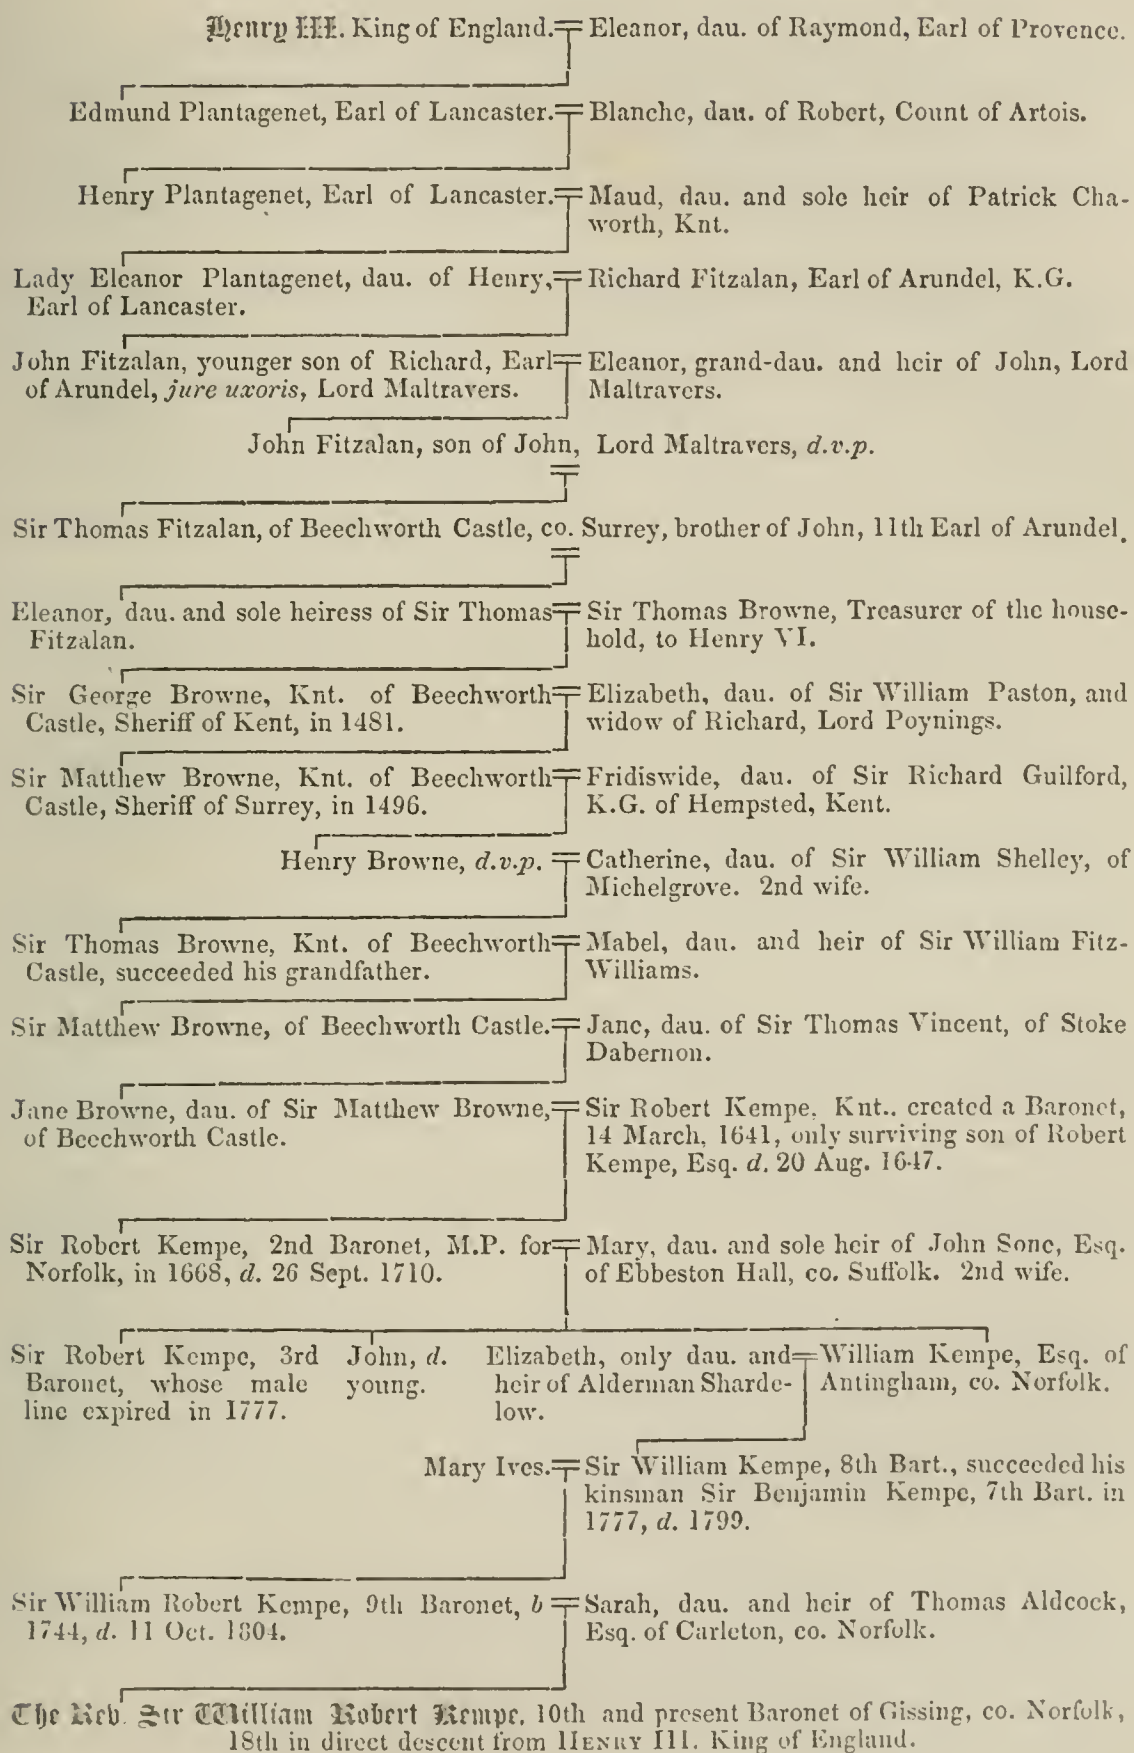 Henry III. King of England. Eleanor, dau. of Raymond, Earl of Provence.
Edmund Plantagenet, Earl of Lancaster. Blanche, dau. of Robert, Count of Artois.
Henry Plantagenet, Earl of Lancaster. Maud, dau. and sole heir of Patrick Cha-
worth, Knt.
Lady Eleanor Plantagenet, dau. of Henry, Richard Fitzalan, Earl of Arundel, K.G.
Earl of Lancaster.
John Fitzalan, younger son of Richard, Earl Eleanor, grand-dau. and heir of John, Lord
of Arundel, jure uxoris, Lord Maltravers. Maltravers.
John Fitzalan, son of John, Lord Maltravers, d.v.p.
Sir Thomas Fitzalan, of Beechworth Castle, co. Surrey, brother of John, 11th Earl of Arundel.
Eleanor, dau. and sole heiress of Sir Thomas Sir Thomas Browne, Treasurer of the house-
Fitzalan. hold, to Henry VI.
Sir George Browne, Knt. of Beechworth Elizabeth, dau. of Sir William Paston, and
Castle, Sheriff of Kent, in 1481. widow of Richard, Lord Poynings.
Sir Matthew Browne, Knt. of Beechworth Fridiswide, dau. of Sir Richard Guilford,
Castle, Sheriff of Surrey, in 1496. K.G. of Hempsted, Kent.
Henry Browne, d.v.p. Catherine, dau. of Sir William Shelley, of
Michelgrove. 2nd wife.
Sir Thomas Browne, Knt. of Beechworth Mabel, dau. and heir of Sir William Fitz-
Castle, succeeded his grandfather. Williams.
Sir Matthew Browne, of Beechworth Castle. Jane, dau. of Sir Thomas Vincent, of Stoke
Dabernon.
Jane Browne, dau. of Sir Matthew Browne, Sir Robert Kempe, Knt., created a Baronet,
of Beechworth Castle. 14 March, 1641, only surviving son of Robert
Kempe, Esq. d. 20 Aug. 1647.
Sir Robert Kempe, 2nd Baronet, M.P. for Mary, dau. and sole heir of John Sone, Esq.
Norfolk, in 1668, d. 26 Sept. 1710. of Ebbeston Hall, co. Suffolk. 2nd wife.
Sir Robert Kempe, 3rd John, d. Elizabeth, only dau. and William Kempe, Esq. of
Baronet, whose male young. heir of Alderman Sharde- Antingham, co. Norfolk.
line expired in 1777. low.
Mary Ives. Sir William Kempe, 8th Bart., succeeded his
kinsman Sir Benjamin Kempe, 7th Bart. in
1777, d. 1799.
Sir William Robert Kempe, 9th Baronet, b Sarah, dau. and heir of Thomas Aldcock,
1744, d. 11 Oct. 1804. Esq. of Carleton, co. Norfolk.
The Rev. Sir William Robert Kempe, 10th and present Baronet of Gissing, co. Norfolk,
18th in direct descent from HENRY III. King of England.